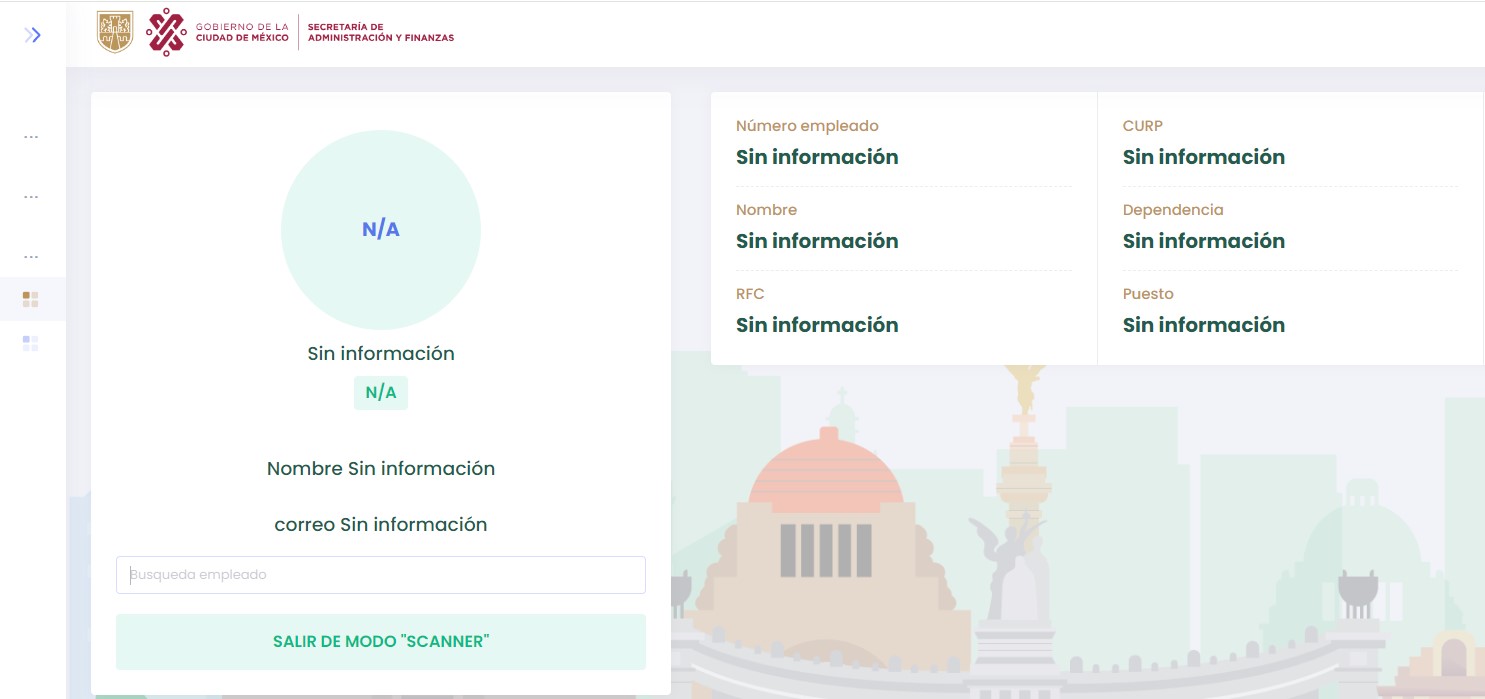 GOBIERNO DE LA
CIUDAD DE MÉXICO
SECRETARÍA DE
ADMINISTRACIÓN Y FINANZAS
N/A
Sin información
N/A
Nombre Sin información
correo Sin información
Busqueda empleado
SALIR DE MODO "SCANNER"
Número empleado
Sin información
Nombre
Sin información
RFC
Sin información
CURP
Sin información
Dependencia
Sin información
Puesto
Sin información